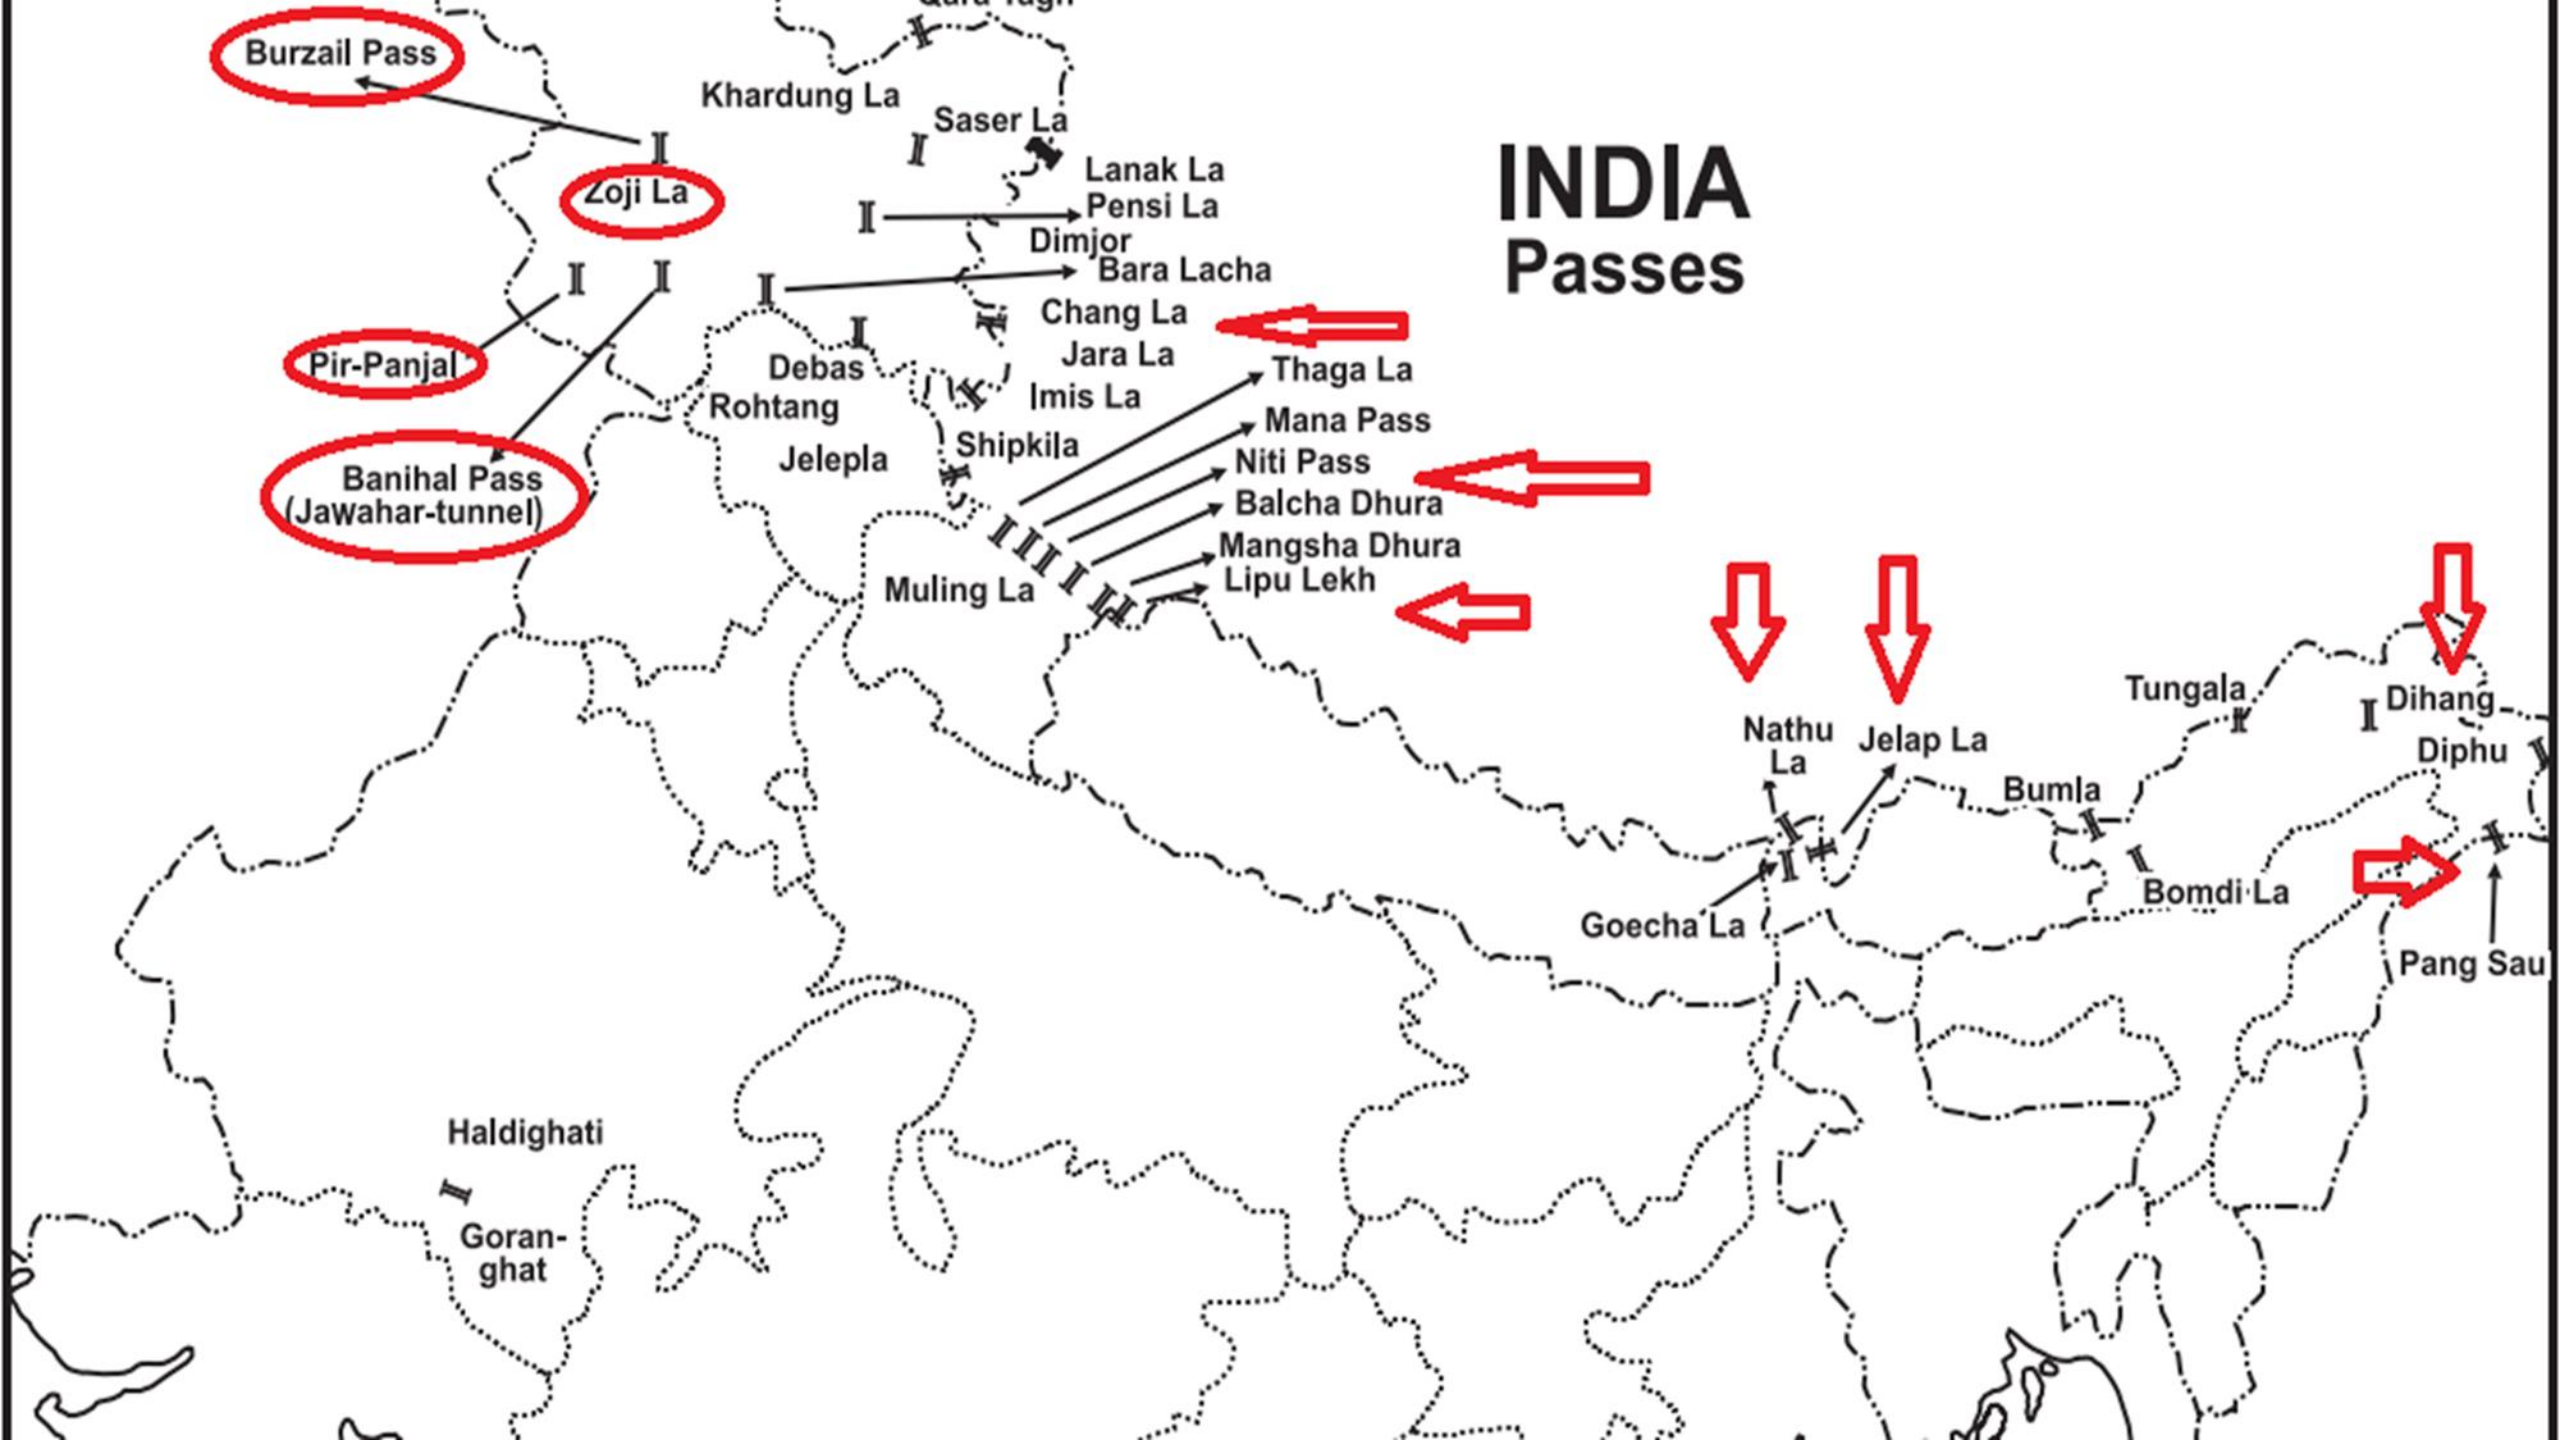 Burzail Pass
Khardung La
Saser La
Zoji La
Lanak La
Pensi La
Dimjor
Bara Lacha
INDIA
Passes
Chang La
Pir-Panjal
Debas
Jara La
Thaga La
Rohtang
Imis La
Mana Pass
Jelepla
Shipkila
Niti Pass
Banihal Pass
(Jawahar-tunnel)
Balcha Dhura
Mangsha Dhura
Muling La
Lipu Lekh
Tungala
Dihang
Nathu
La
Jelap La
Diphu
Bumla
Bomdi La
Goecha La
Pang Sau
Haldighati
Goran-
ghat